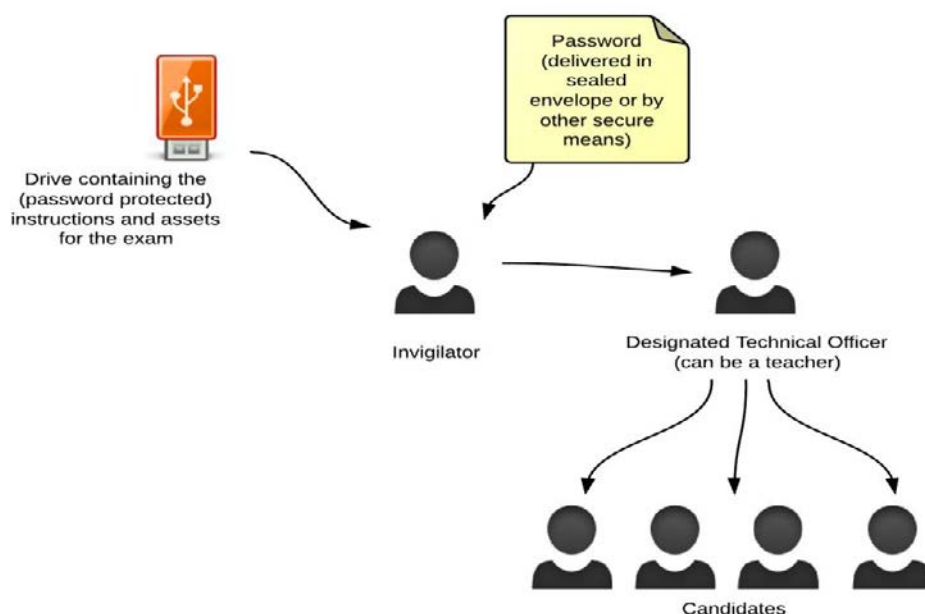 Password
(delivered in
sealed
envelope or by
other secure
means)
Drive containing the
(password protected)
instructions and assets
for the exam
Invigilator
Designated Technical Officer
(can be a teacher)
Candidates